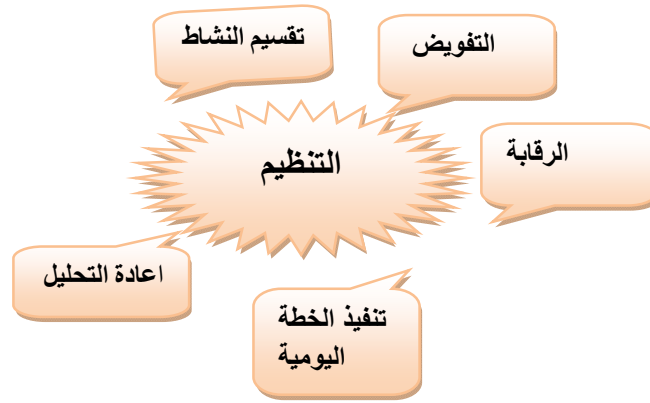 تقسيم النشاط
التفويض
الرقابة
التنظيم
اعادة التحليل
تنفيذ الخطة
اليومية